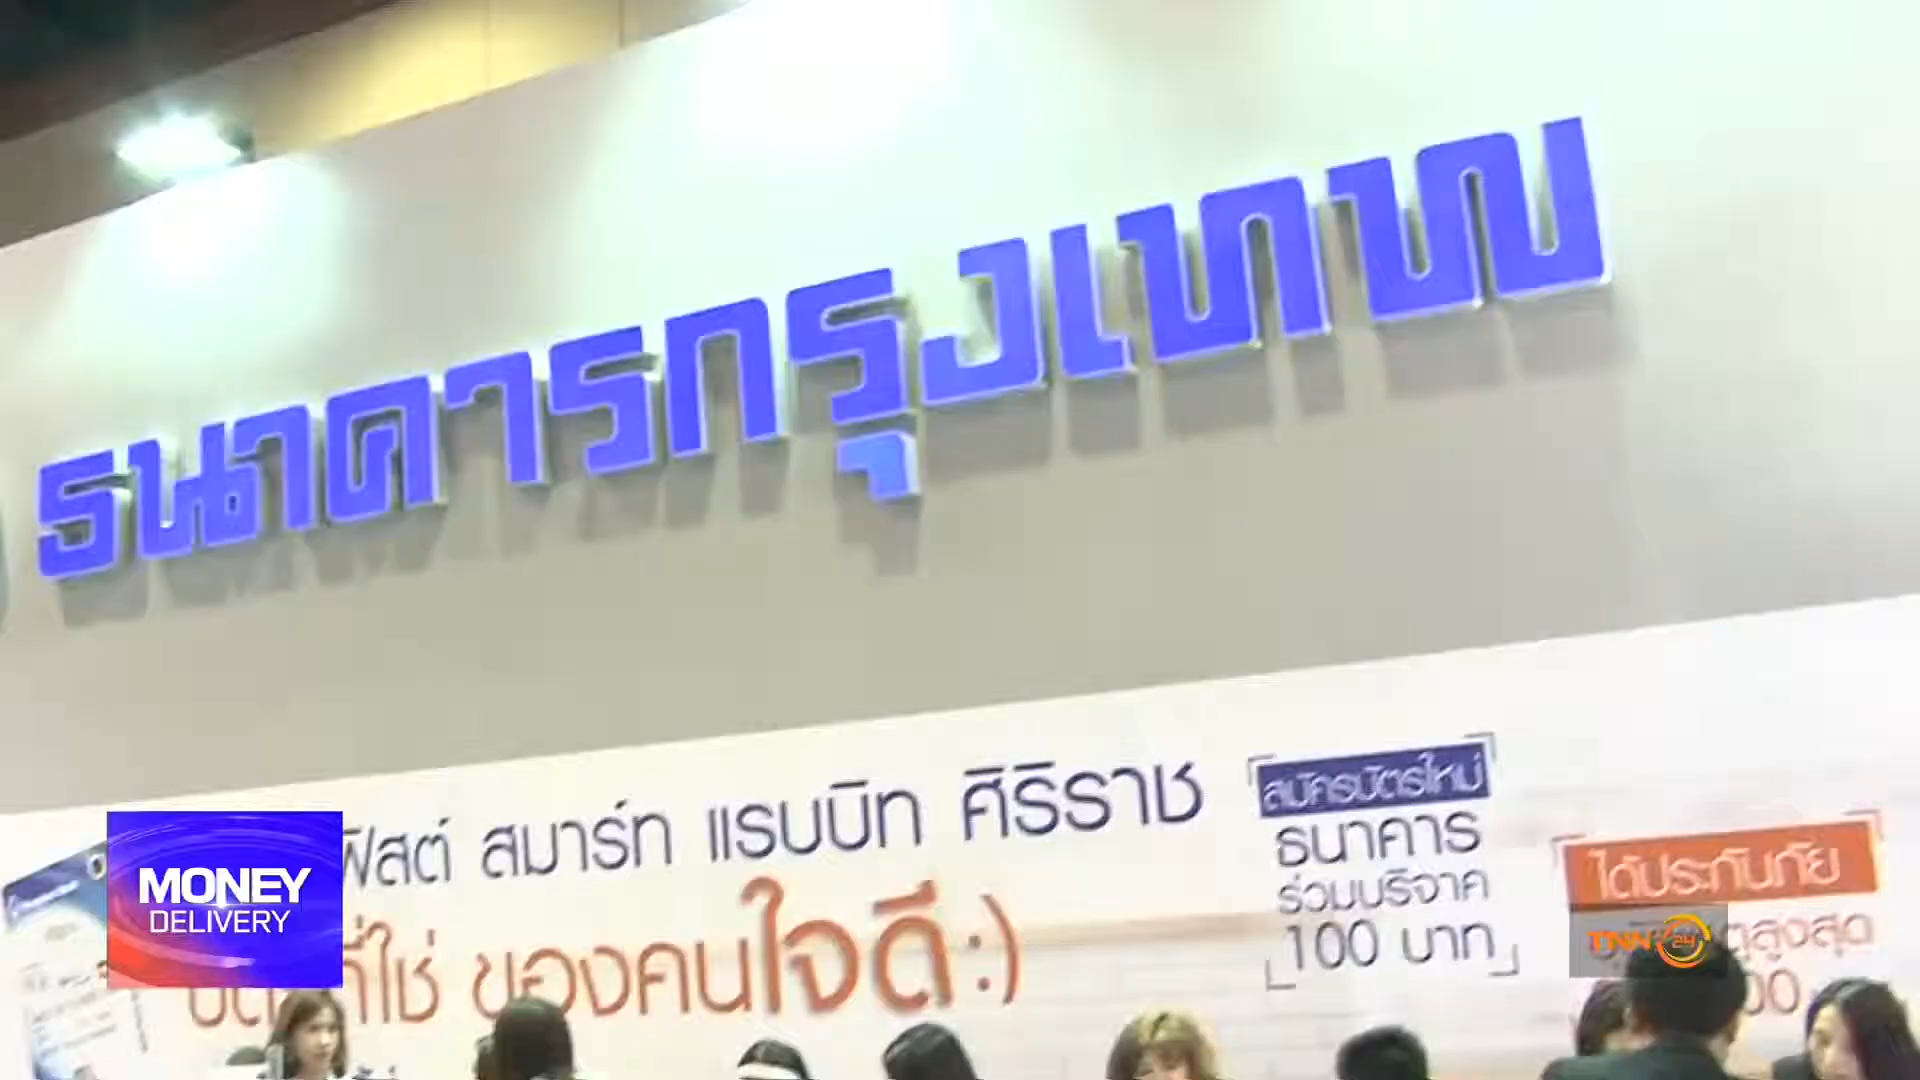 ธนาคารกรุงเทพ
ฟิสต์ สมาร์ท แรบบิท ศิริราช
ที่ใช่ ของคนใจดี :)
สมัครบัตรใหม่
ธนาคาร
ร่วมบริจาค
100 บาท
ได้ประกันภัย
สูงสุด
MONEY
DELIVERY
TNN 24